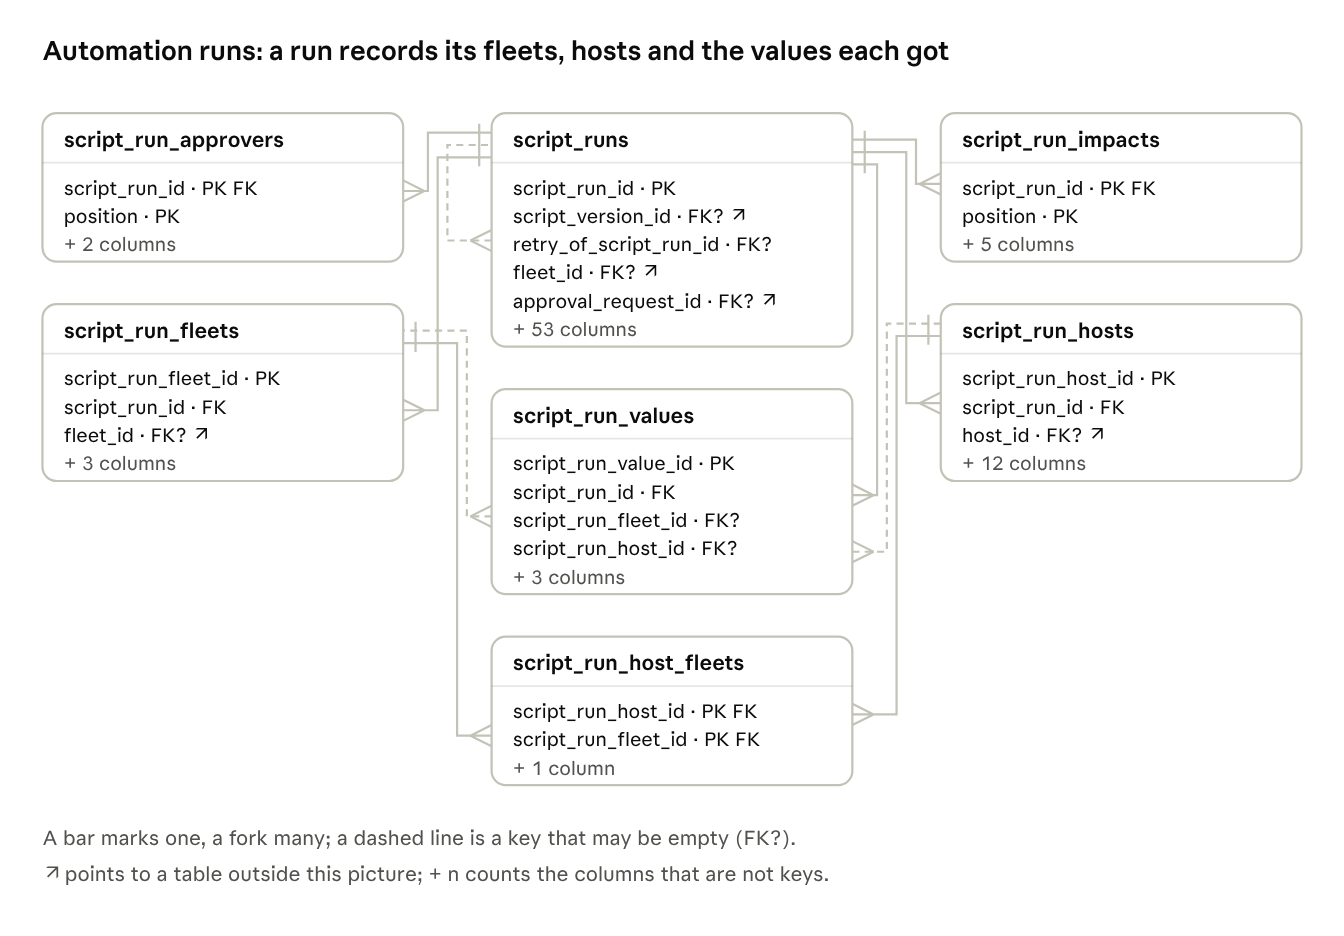 Automation runs: a run records its fleets, hosts and the values each got
script_run_approvers
script_run_id · PK FK
position · PK
+ 2 columns
script_runs
script_run_id · PK
script_version_id · FK? ↗
retry_of_script_run_id · FK?
fleet_id · FK? ↗
approval_request_id · FK? ↗
+ 53 columns
script_run_impacts
script_run_id · PK FK
position · PK
+ 5 columns
script_run_fleets
script_run_fleet_id · PK
script_run_id · FK
fleet_id · FK? ↗
+ 3 columns
script_run_values
script_run_value_id · PK
script_run_id · FK
script_run_fleet_id · FK?
script_run_host_id · FK?
+ 3 columns
script_run_hosts
script_run_host_id · PK
script_run_id · FK
host_id · FK? ↗
+ 12 columns
script_run_host_fleets
script_run_host_id · PK FK
script_run_fleet_id · PK FK
+ 1 column
A bar marks one, a fork many; a dashed line is a key that may be empty (FK?).
↗ points to a table outside this picture; + n counts the columns that are not keys.